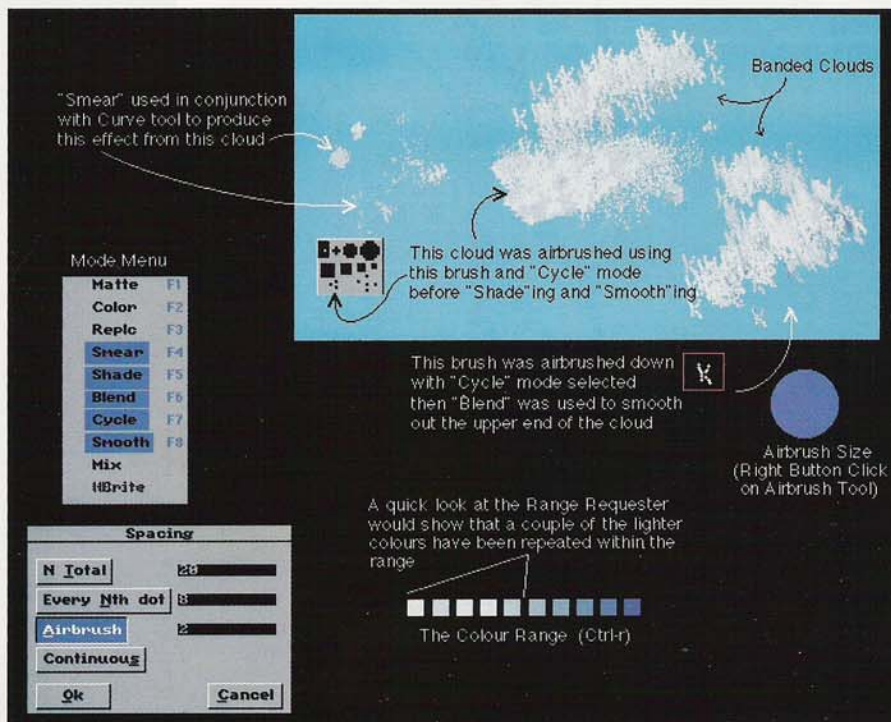 Banded Clouds
"Smear" used in conjunction
with Curve tool to produce
this effect from this cloud
This cloud was airbrushed using
this brush and "Cycle" mode
before "Shade"ing and "Smooth"ing
Mode Menu
Matte F1
Color F2
Replc F3
Smear F4
Shade F5
Blend F6
Cycle F7
Smooth F8
Mix
HBrite
This brush was airbrushed down
with "Cycle" mode selected
then "Blend" was used to smooth
out the upper end of the cloud
Airbrush Size
(Right Button Click
on Airbrush Tool)
A quick look at the Range Requester
would show that a couple of the lighter
colours have been repeated within the
range
The Colour Range (Ctrl-r)
Spacing
N Total 20
Every Nth dot 8
Airbrush 2
Continuous
Ok Cancel